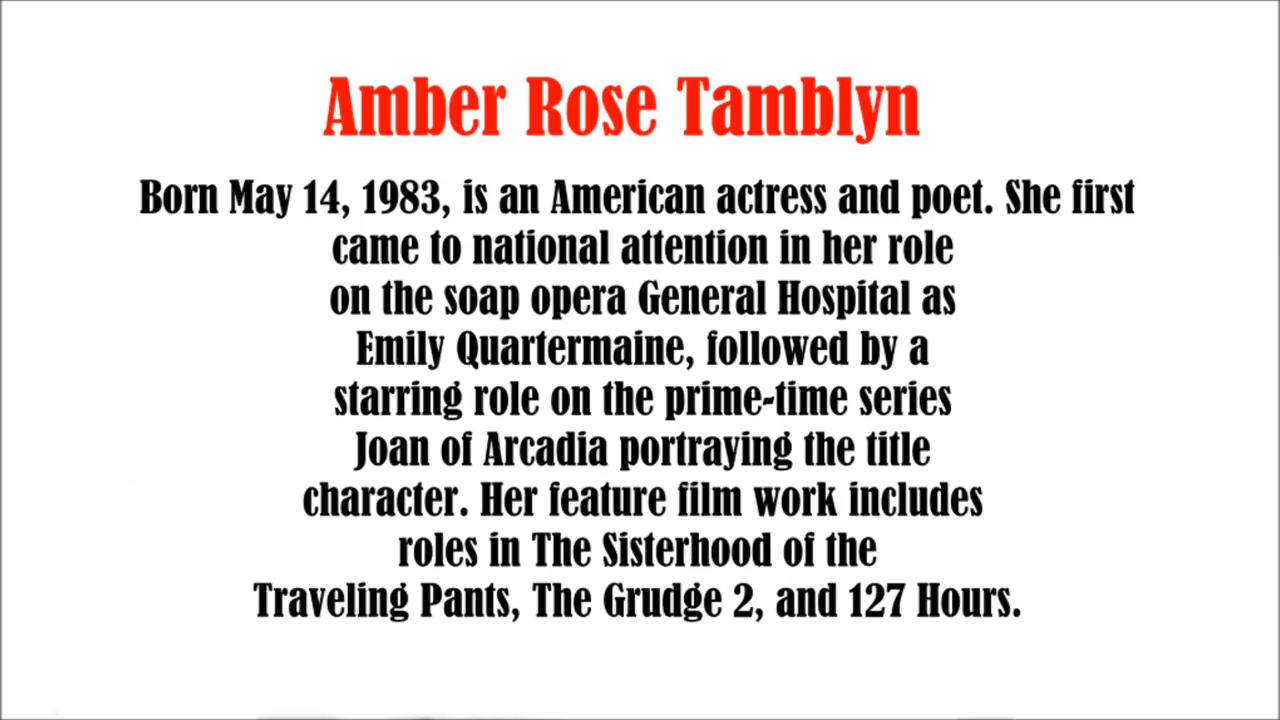 Amber Rose Tamblyn
Born May 14, 1983, is an American actress and poet. She first
came to national attention in her role
on the soap opera General Hospital as
Emily Quartermaine, followed by a
starring role on the prime-time series
Joan of Arcadia portraying the title
character. Her feature film work includes
roles in The Sisterhood of the
Traveling Pants, The Grudge 2, and 127 Hours.